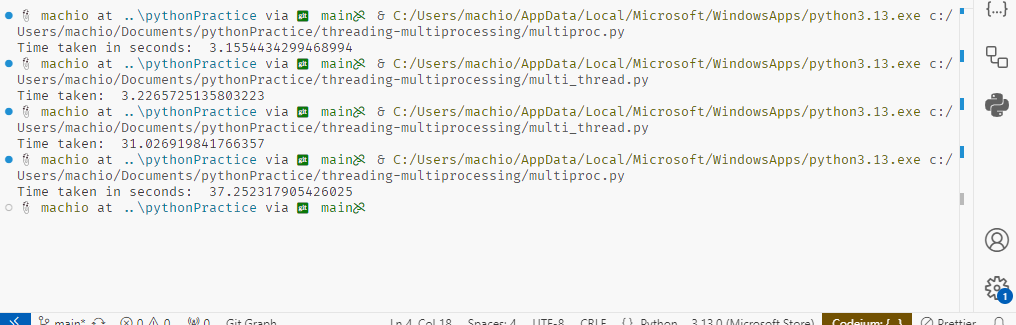 machio at ..\pythonPractice via git main & C:/Users/machio/AppData/Local/Microsoft/WindowsApps/python3.13.exe c:/
Users/machio/Documents/pythonPractice/threading-multiprocessing/multiproc.py
Time taken in seconds:  3.1554434299468994
machio at ..\pythonPractice via git main & C:/Users/machio/AppData/Local/Microsoft/WindowsApps/python3.13.exe c:/
Users/machio/Documents/pythonPractice/threading-multiprocessing/multi_thread.py
Time taken:  3.2265725135803223
machio at ..\pythonPractice via git main & C:/Users/machio/AppData/Local/Microsoft/WindowsApps/python3.13.exe c:/
Users/machio/Documents/pythonPractice/threading-multiprocessing/multi_thread.py
Time taken:  31.026919841766357
machio at ..\pythonPractice via git main & C:/Users/machio/AppData/Local/Microsoft/WindowsApps/python3.13.exe c:/
Users/machio/Documents/pythonPractice/threading-multiprocessing/multiproc.py
Time taken in seconds:  37.252317905426025
machio at ..\pythonPractice via git main
{...}
1
main* 0 0 0 Git Graph Ln 4, Col 18 Spaces: 4 UTF-8 CRLF {} Python 3.13.0 (Microsoft Store) Codeium: {..} Prettier